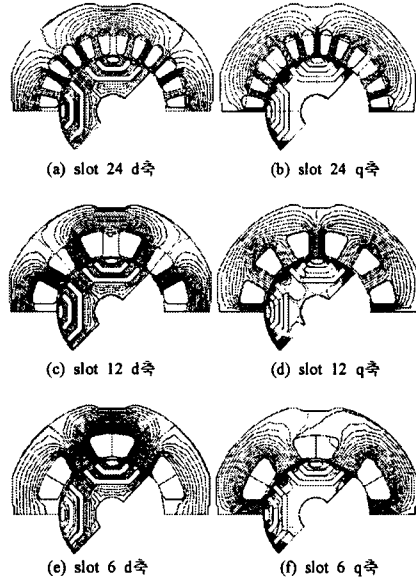 (a) slot 24 d축 (b) slot 24 q축
(c) slot 12 d축 (d) slot 12 q축
(e) slot 6 d축 (f) slot 6 q축